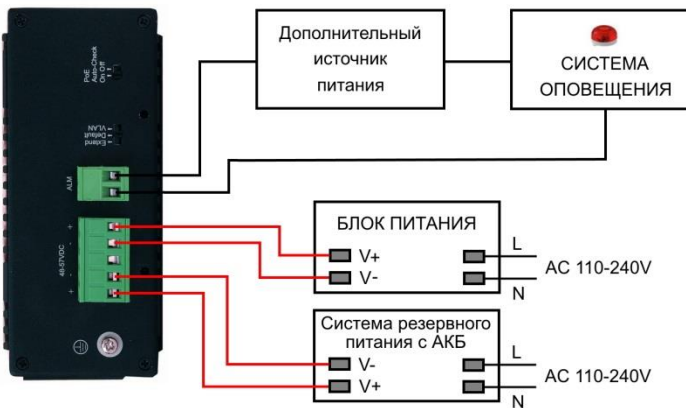 Дополнительный
источник
питания
СИСТЕМА
ОПОВЕЩЕНИЯ
PoE
Auto-Check
On Off
Extend
Default
VLAN
ALM
48-57VDC
+
-
-
+
БЛОК ПИТАНИЯ
V+
V-
L
N
AC 110-240V
Система резервного
питания с АКБ
V-
V+
L
N
AC 110-240V